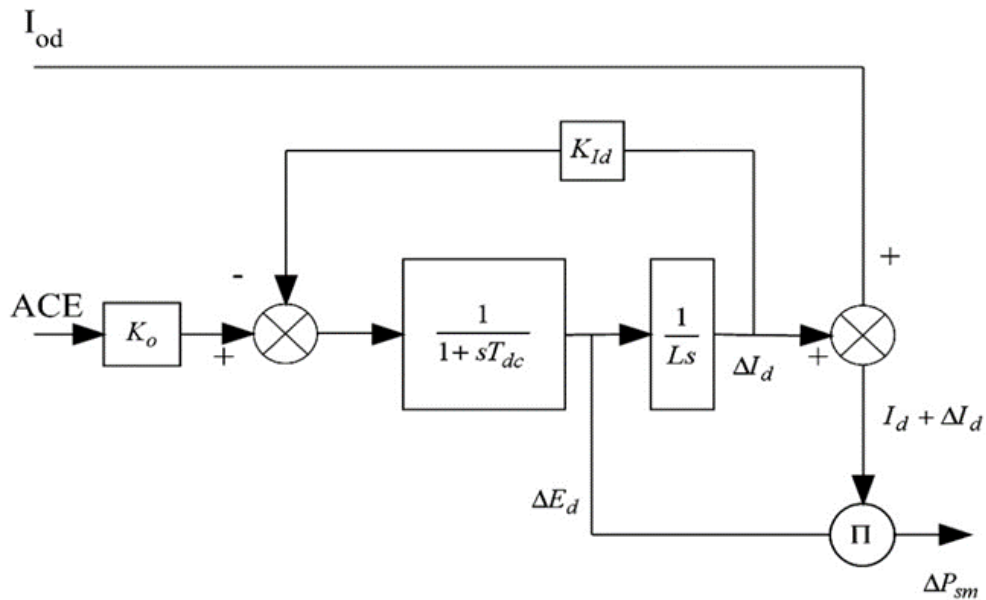 I_od
K_Id
+
-
ACE
K_o
+
1
1 + sT_dc
1
Ls
ΔI_d
+
I_d + ΔI_d
ΔE_d
Π
ΔP_sm